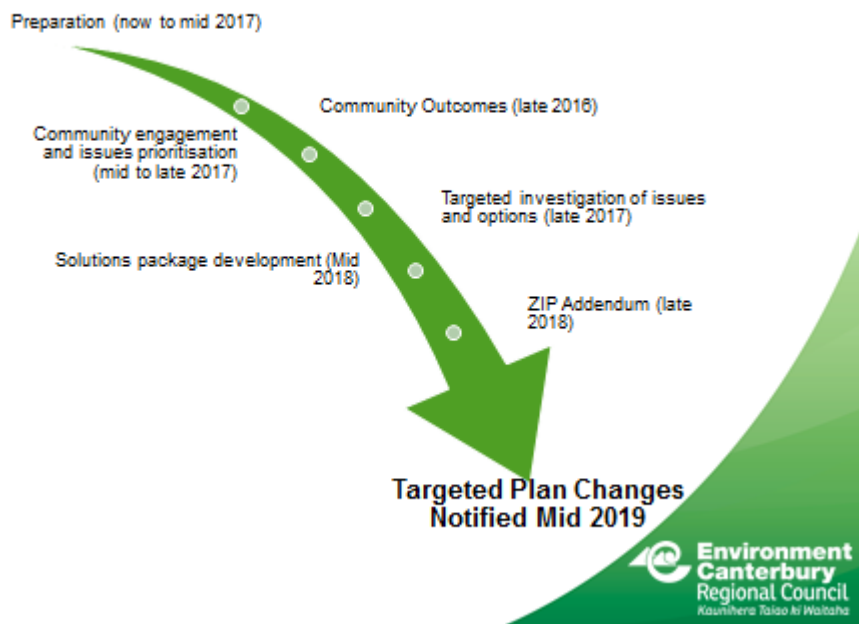 Preparation (now to mid 2017)
Community Outcomes (late 2016)
Community engagement
and issues prioritisation
(mid to late 2017)
Targeted investigation of issues
and options (late 2017)
Solutions package development (Mid
2018)
ZIP Addendum (late
2018)
Targeted Plan Changes
Notified Mid 2019
Environment
Canterbury
Regional Council
Kaunihera Taiao ki Waitaha